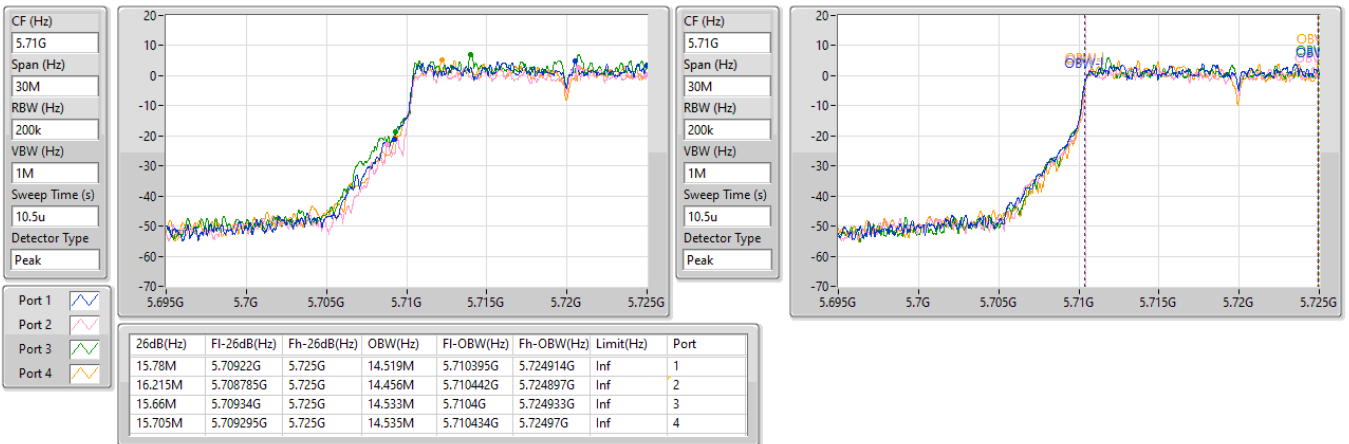 CF (Hz)
5.71G
Span (Hz)
30M
RBW (Hz)
200k
VBW (Hz)
1M
Sweep Time (s)
10.5u
Detector Type
Peak
20
10
0
-10
-20
-30
-40
-50
-60
-70
5.695G 5.7G 5.705G 5.71G 5.715G 5.72G 5.725G
CF (Hz)
5.71G
Span (Hz)
30M
RBW (Hz)
200k
VBW (Hz)
1M
Sweep Time (s)
10.5u
Detector Type
Peak
20
10
0
-10
-20
-30
-40
-50
-60
-70
5.695G 5.7G 5.705G 5.71G 5.715G 5.72G 5.725G
Port 1
Port 2
Port 3
Port 4
26dB(Hz) Fl-26dB(Hz) Fh-26dB(Hz) OBW(Hz) Fl-OBW(Hz) Fh-OBW(Hz) Limit(Hz) Port
15.78M 5.70922G 5.725G 14.519M 5.710395G 5.724914G Inf 1
16.215M 5.708785G 5.725G 14.456M 5.710442G 5.724897G Inf 2
15.66M 5.70934G 5.725G 14.533M 5.7104G 5.724933G Inf 3
15.705M 5.709295G 5.725G 14.535M 5.710434G 5.72497G Inf 4